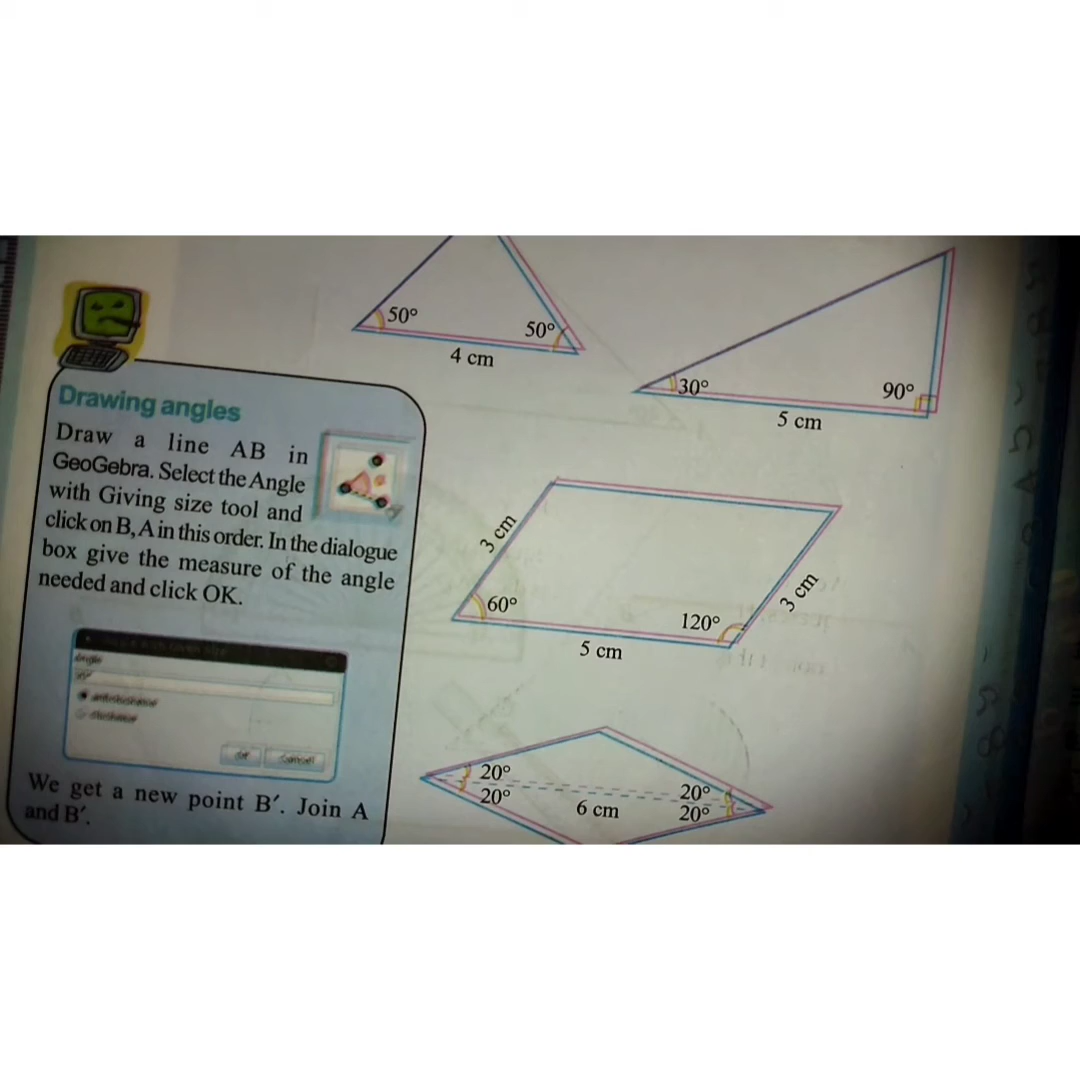 50°
50°
4 cm
30°
90°
5 cm
Drawing angles
Draw a line AB in
GeoGebra. Select the Angle
with Giving size tool and
click on B, A in this order. In the dialogue
box give the measure of the angle
needed and click OK.
Angle
OK
Cancel
We get a new point B′. Join A
and B′.
3 cm
60°
120°
3 cm
5 cm
20°
20°
6 cm
20°
20°